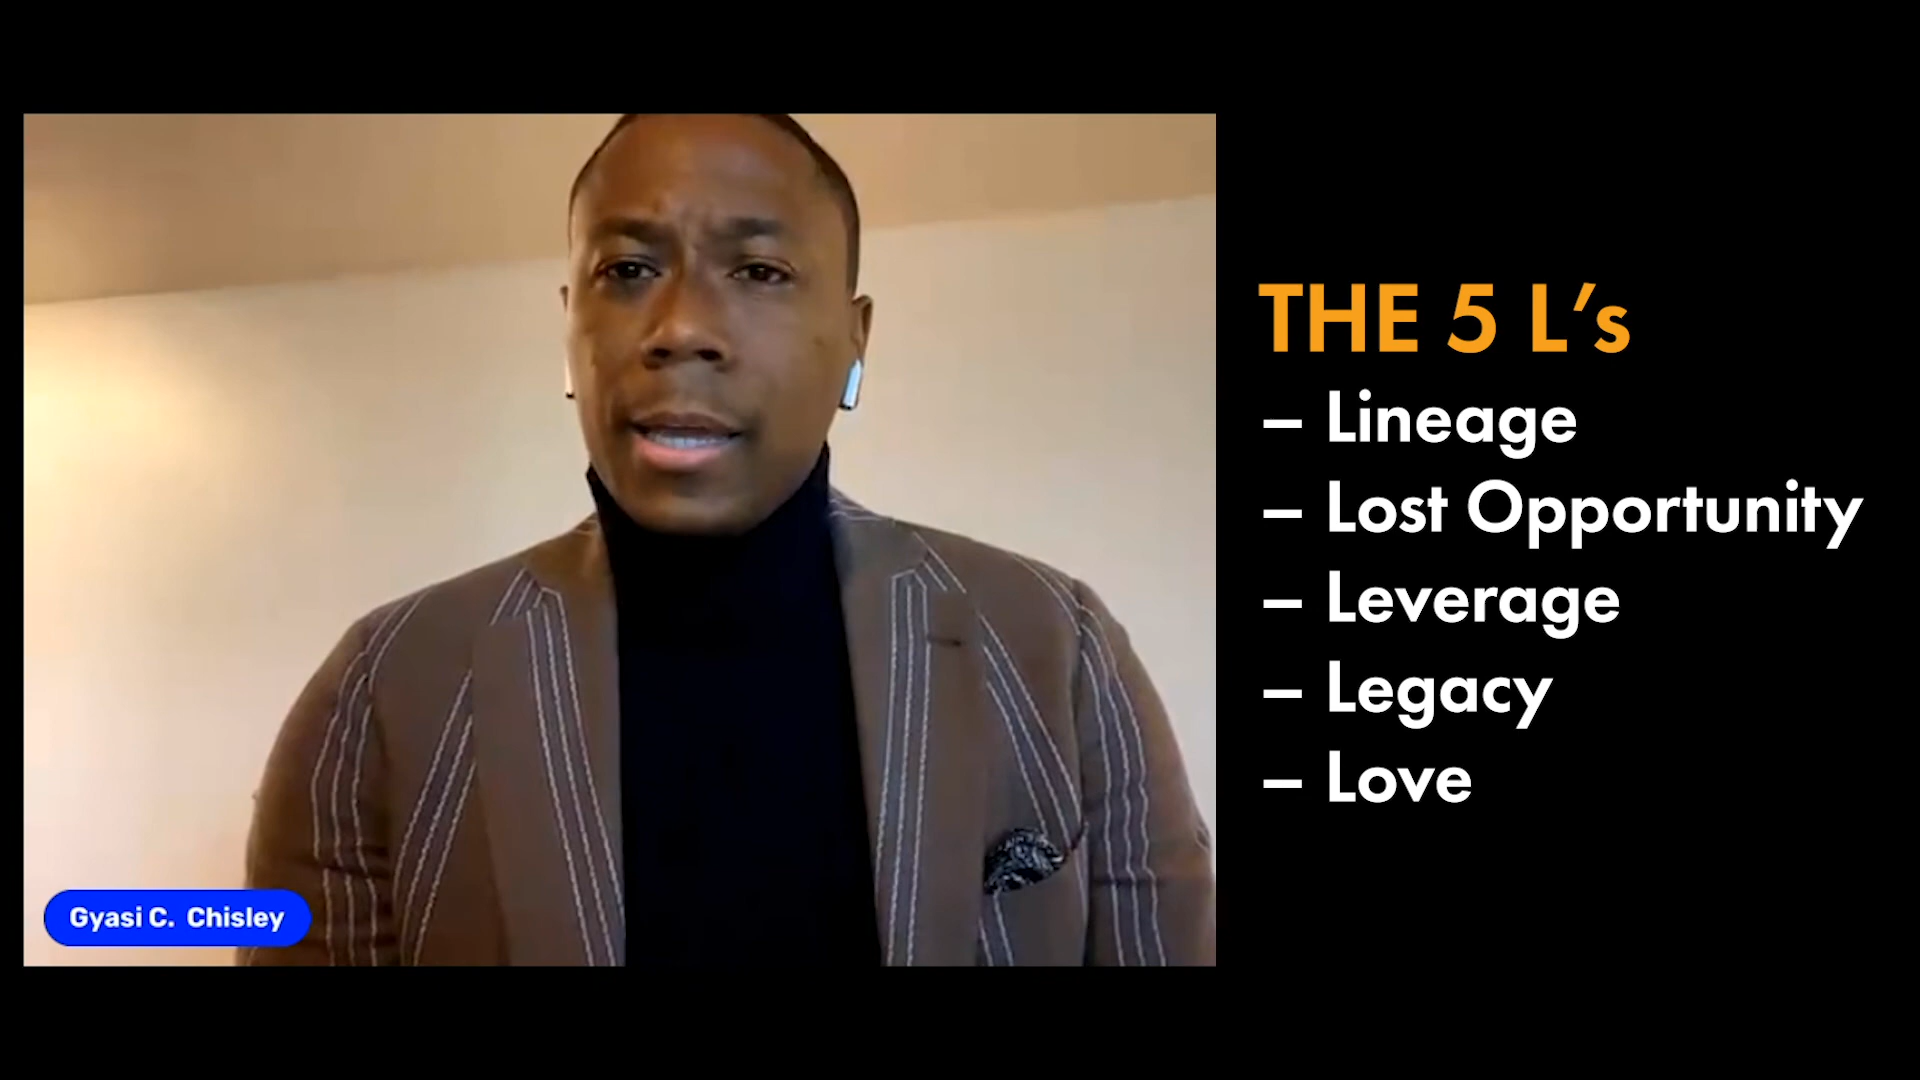 THE 5 L’s
– Lineage
– Lost Opportunity
– Leverage
– Legacy
– Love
Gyasi C. Chisley